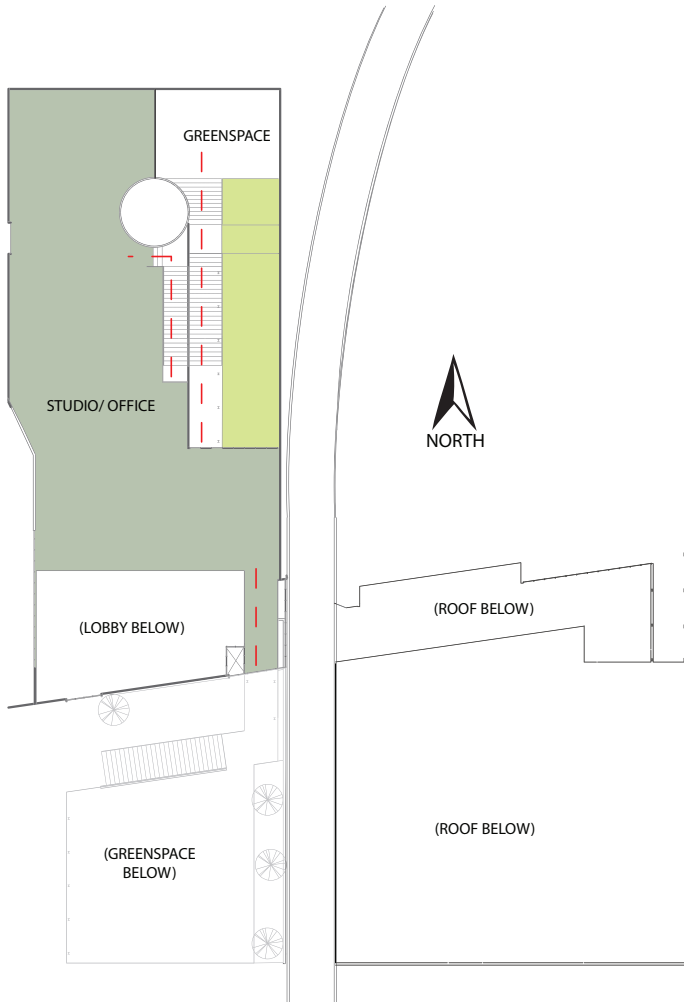 GREENSPACE
STUDIO/ OFFICE
NORTH
(LOBBY BELOW)
(ROOF BELOW)
(ROOF BELOW)
(GREENSPACE
BELOW)